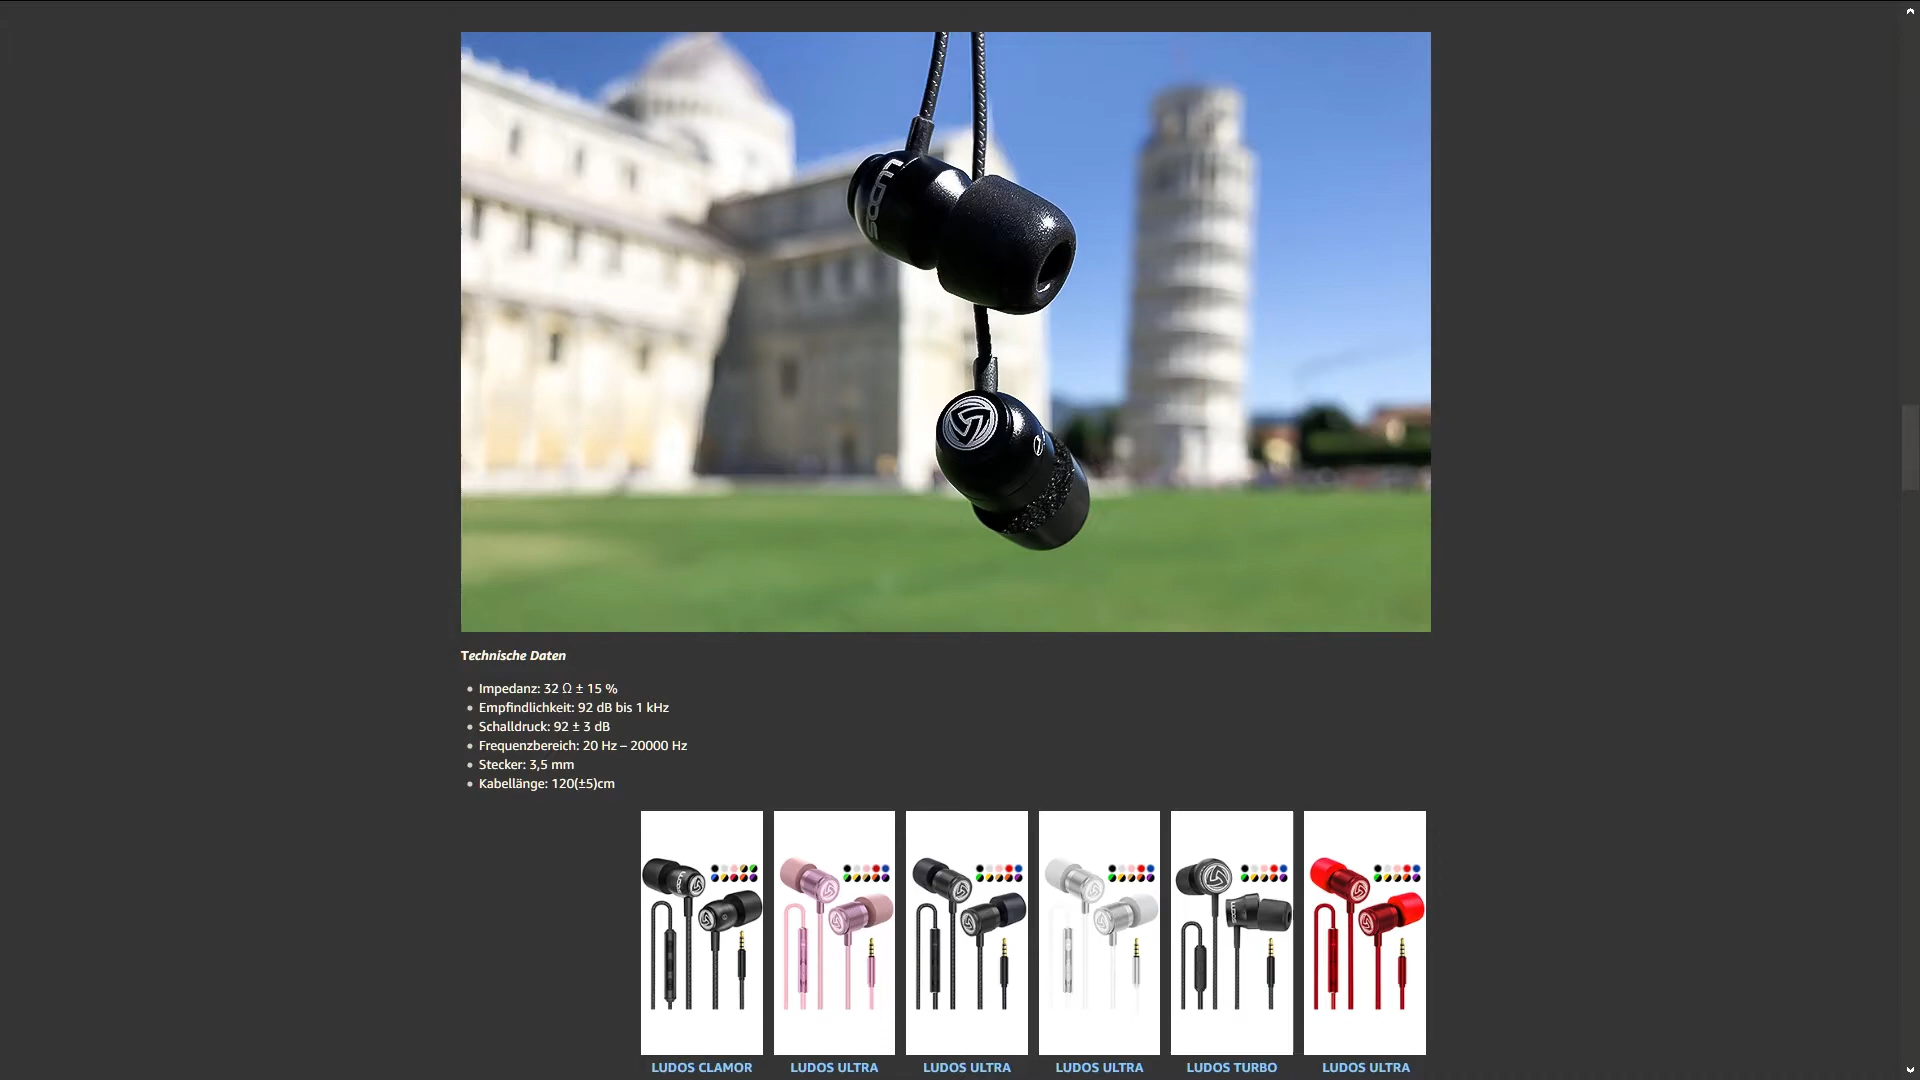 LUDOS
Technische Daten
Impedanz: 32 Ω ± 15 %
Empfindlichkeit: 92 dB bis 1 kHz
Schalldruck: 92 ± 3 dB
Frequenzbereich: 20 Hz – 20000 Hz
Stecker: 3,5 mm
Kabellänge: 120(±5)cm
LUDOS CLAMOR LUDOS ULTRA LUDOS ULTRA LUDOS ULTRA LUDOS TURBO LUDOS ULTRA